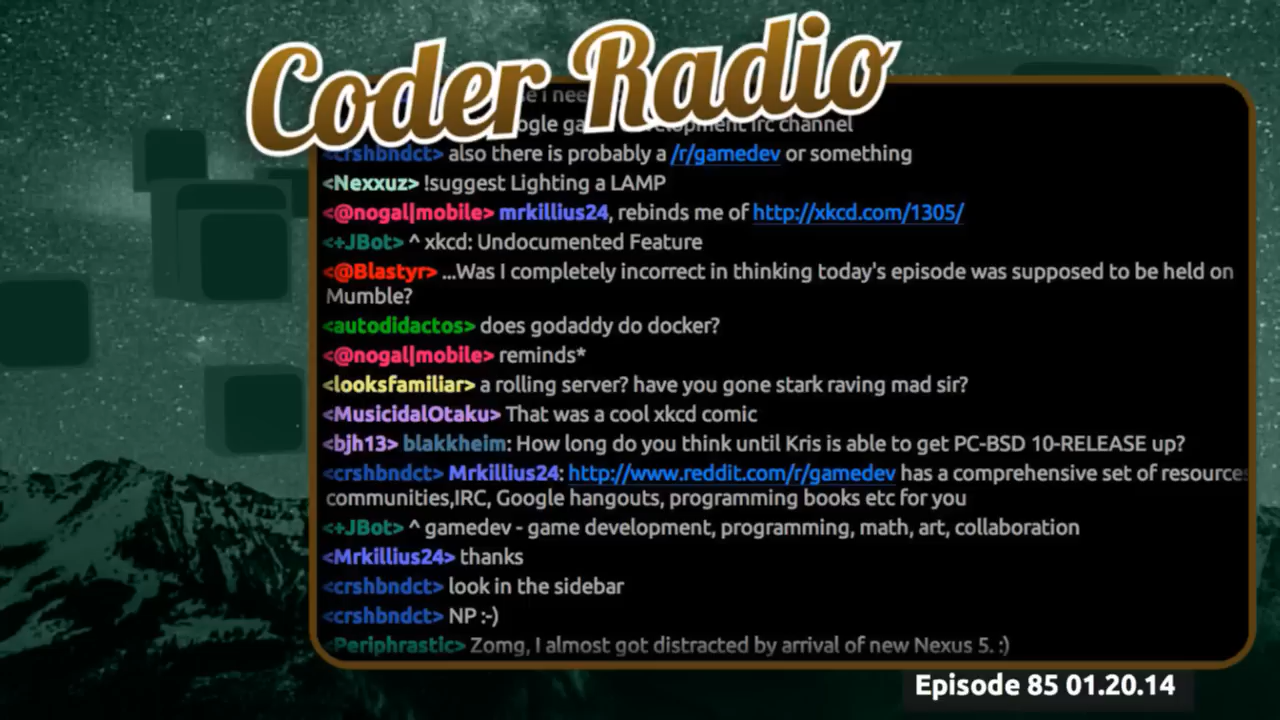 Coder Radio
ogle ga
irc channel
<crshbndct> also there is probably a /r/gamedev or something
<Nexxuz> !suggest Lighting a LAMP
<@nogal|mobile> mrkillius24, rebinds me of http://xkcd.com/1305/
<+JBot> ^ xkcd: Undocumented Feature
<@Blastyr> ...Was I completely incorrect in thinking today's episode was supposed to be held on
Mumble?
<autodidactos> does godaddy do docker?
<@nogal|mobile> reminds*
<looksfamiliar> a rolling server? have you gone stark raving mad sir?
<MusicidalOtaku> That was a cool xkcd comic
<bjh13> blakkheim: How long do you think until Kris is able to get PC-BSD 10-RELEASE up?
<crshbndct> Mrkillius24: http://www.reddit.com/r/gamedev has a comprehensive set of resources
communities,IRC, Google hangouts, programming books etc for you
<+JBot> ^ gamedev - game development, programming, math, art, collaboration
<Mrkillius24> thanks
<crshbndct> look in the sidebar
<crshbndct> NP :-)
<Periphrastic> Zomg, I almost got distracted by arrival of new Nexus 5. :)
Episode 85 01.20.14